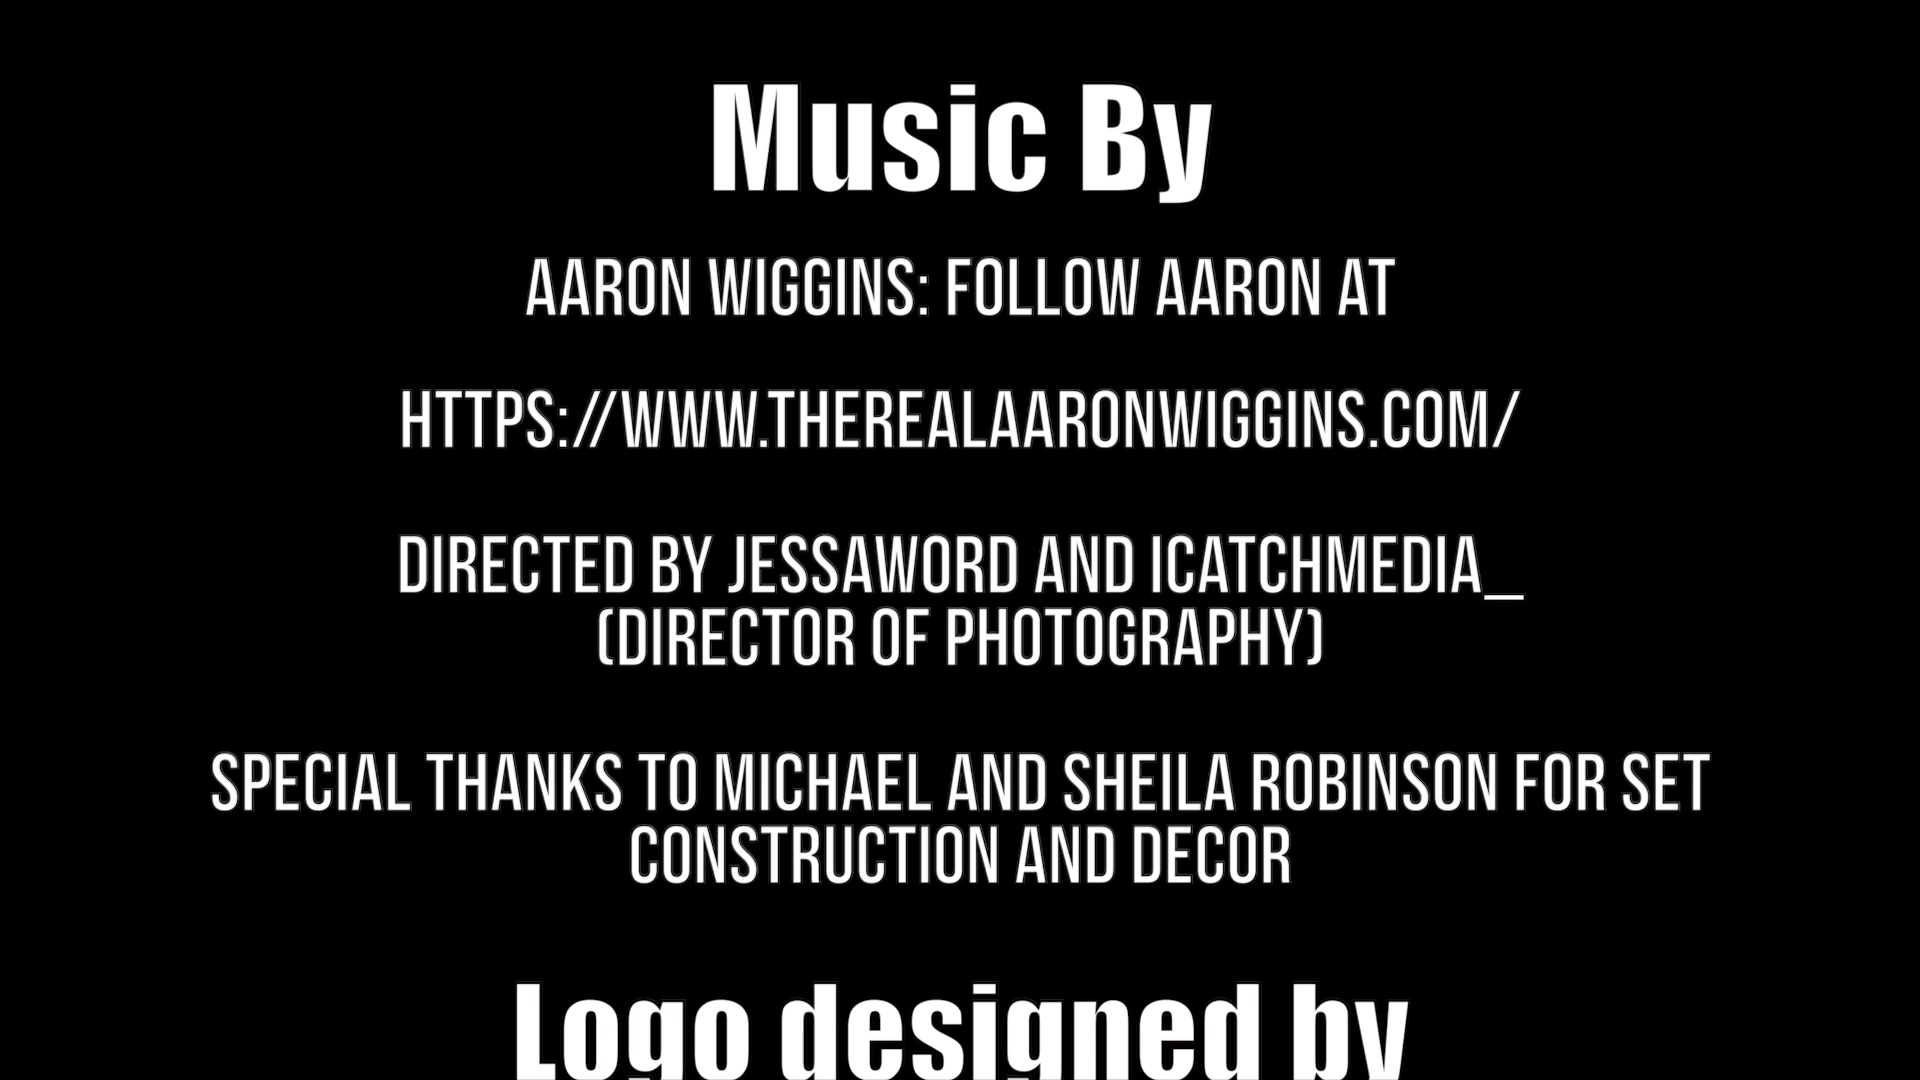 Music By
AARON WIGGINS: FOLLOW AARON AT
HTTPS://WWW.THEREALAARONWIGGINS.COM/
DIRECTED BY JESSAWORD AND ICATCHMEDIA_
(DIRECTOR OF PHOTOGRAPHY)
SPECIAL THANKS TO MICHAEL AND SHEILA ROBINSON FOR SET
CONSTRUCTION AND DECOR
Logo designed by